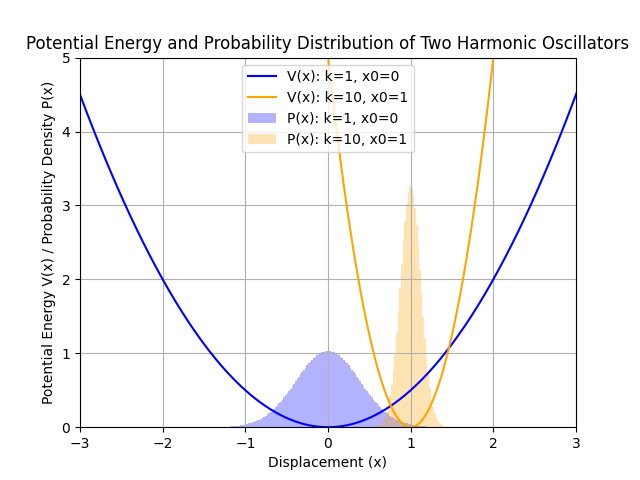 Potential Energy and Probability Distribution of Two Harmonic Oscillators
Potential Energy V(x) / Probability Density P(x)
5
4
3
2
1
0
V(x): k=1, x0=0
V(x): k=10, x0=1
P(x): k=1, x0=0
P(x): k=10, x0=1
−3 −2 −1 0 1 2 3
Displacement (x)